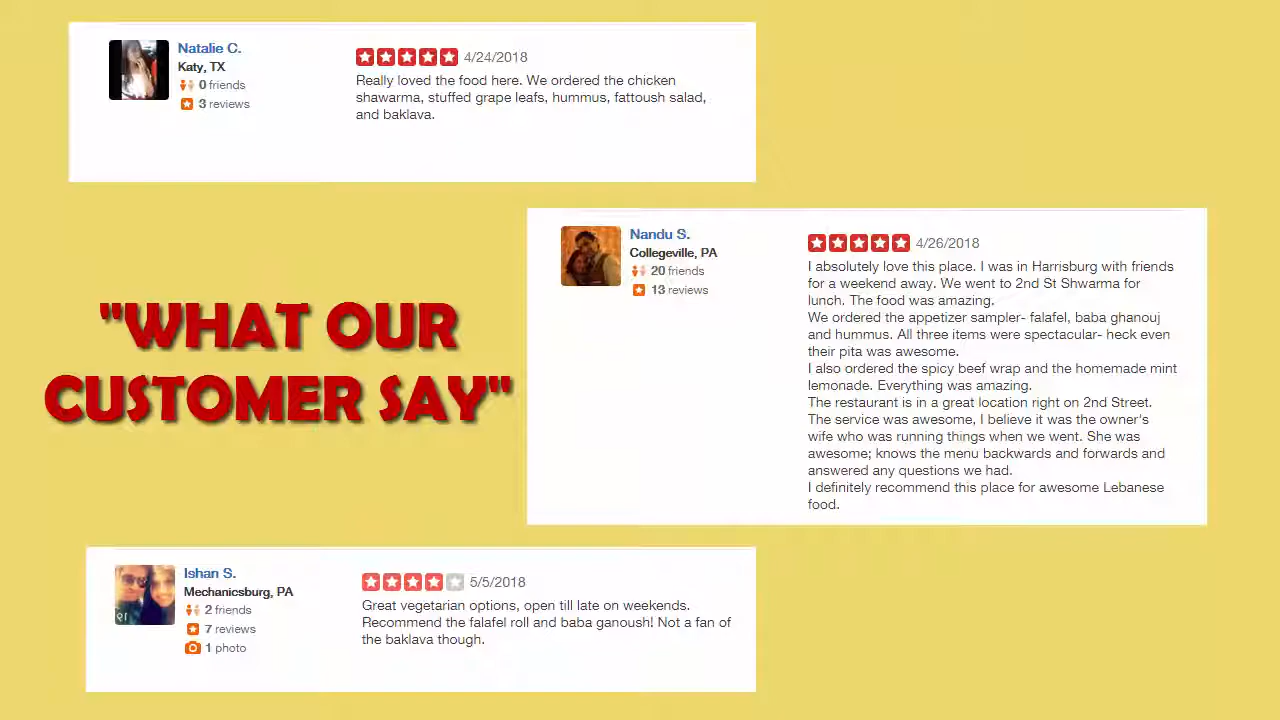 Natalie C.
Katy, TX
0 friends
3 reviews
4/24/2018
Really loved the food here. We ordered the chicken
shawarma, stuffed grape leafs, hummus, fattoush salad,
and baklava.
Nandu S.
Collegeville, PA
20 friends
13 reviews
4/26/2018
I absolutely love this place. I was in Harrisburg with friends
for a weekend away. We went to 2nd St Shwarma for
lunch. The food was amazing.
We ordered the appetizer sampler- falafel, baba ghanouj
and hummus. All three items were spectacular- heck even
their pita was awesome.
I also ordered the spicy beef wrap and the homemade mint
lemonade. Everything was amazing.
The restaurant is in a great location right on 2nd Street.
The service was awesome, I believe it was the owner's
wife who was running things when we went. She was
awesome; knows the menu backwards and forwards and
answered any questions we had.
I definitely recommend this place for awesome Lebanese
food.
"WHAT OUR
CUSTOMER SAY"
Ishan S.
Mechanicsburg, PA
2 friends
7 reviews
1 photo
5/5/2018
Great vegetarian options, open till late on weekends.
Recommend the falafel roll and baba ganoush! Not a fan of
the baklava though.